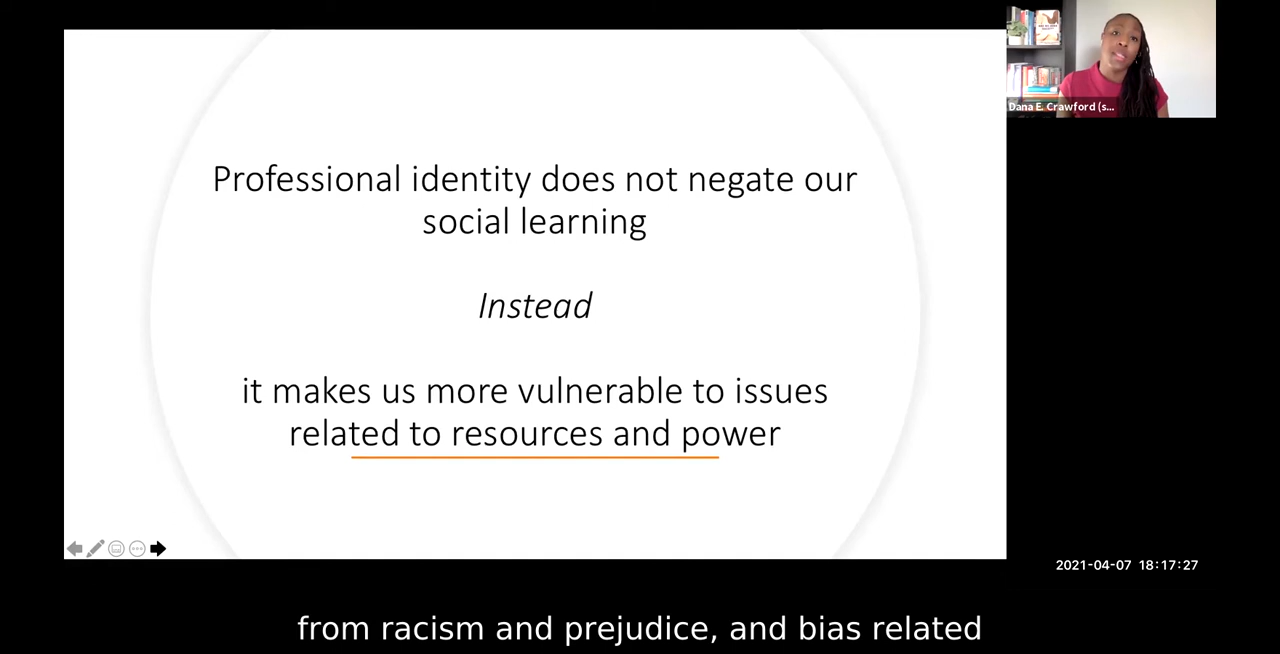 Dana E. Crawford (s...
Professional identity does not negate our
social learning
Instead
it makes us more vulnerable to issues
related to resources and power
2021-04-07 18:17:27
from racism and prejudice, and bias related